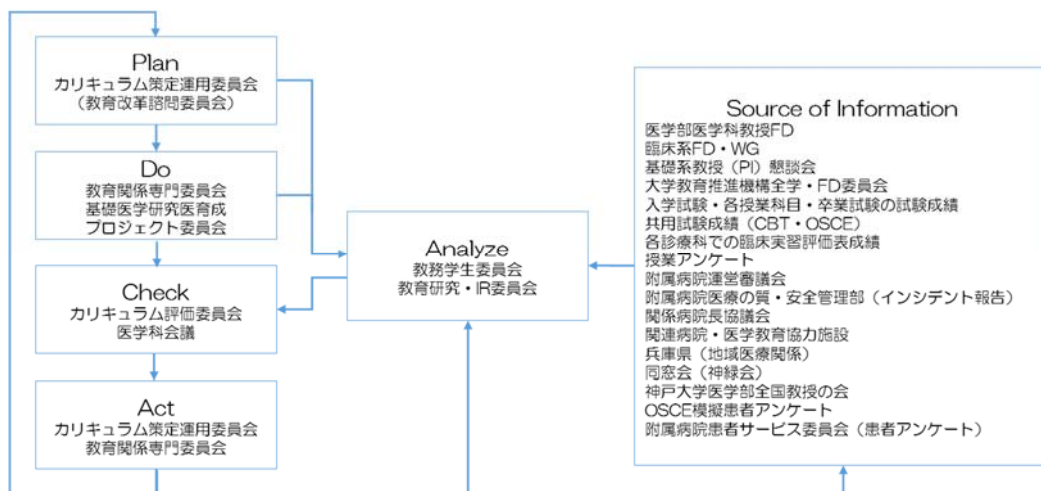 Plan
カリキュラム策定運用委員会
（教育改革諮問委員会）
Do
教育関係専門委員会
基礎医学研究医育成
プロジェクト委員会
Check
カリキュラム評価委員会
医学科会議
Act
カリキュラム策定運用委員会
教育関係専門委員会
Analyze
教務学生委員会
教育研究・IR委員会
Source of Information
医学部医学科教授FD
臨床系FD・WG
基礎系教授（PI）懇談会
大学教育推進機構全学・FD委員会
入学試験・各授業科目・卒業試験の試験成績
共用試験成績（CBT・OSCE）
各診療科での臨床実習評価表成績
授業アンケート
附属病院運営審議会
附属病院医療の質・安全管理部（インシデント報告）
関係病院長協議会
関連病院・医学教育協力施設
兵庫県（地域医療関係）
同窓会（神緑会）
神戸大学医学部全国教授の会
OSCE模擬患者アンケート
附属病院患者サービス委員会（患者アンケート）